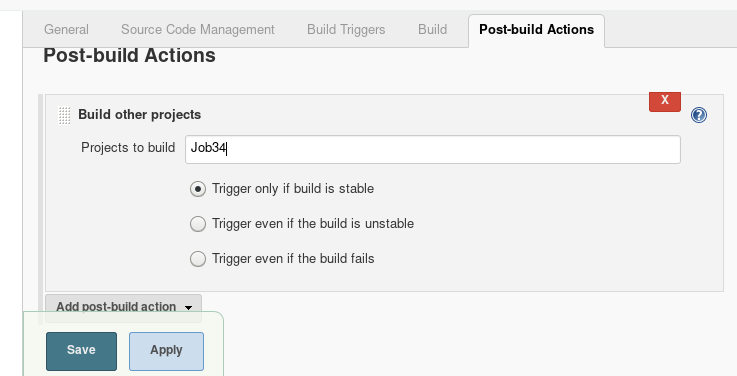 General Source Code Management Build Triggers Build Post-build Actions
Post-build Actions
X
Build other projects ?
Projects to build Job34
Trigger only if build is stable
Trigger even if the build is unstable
Trigger even if the build fails
Add post-build action
Save Apply